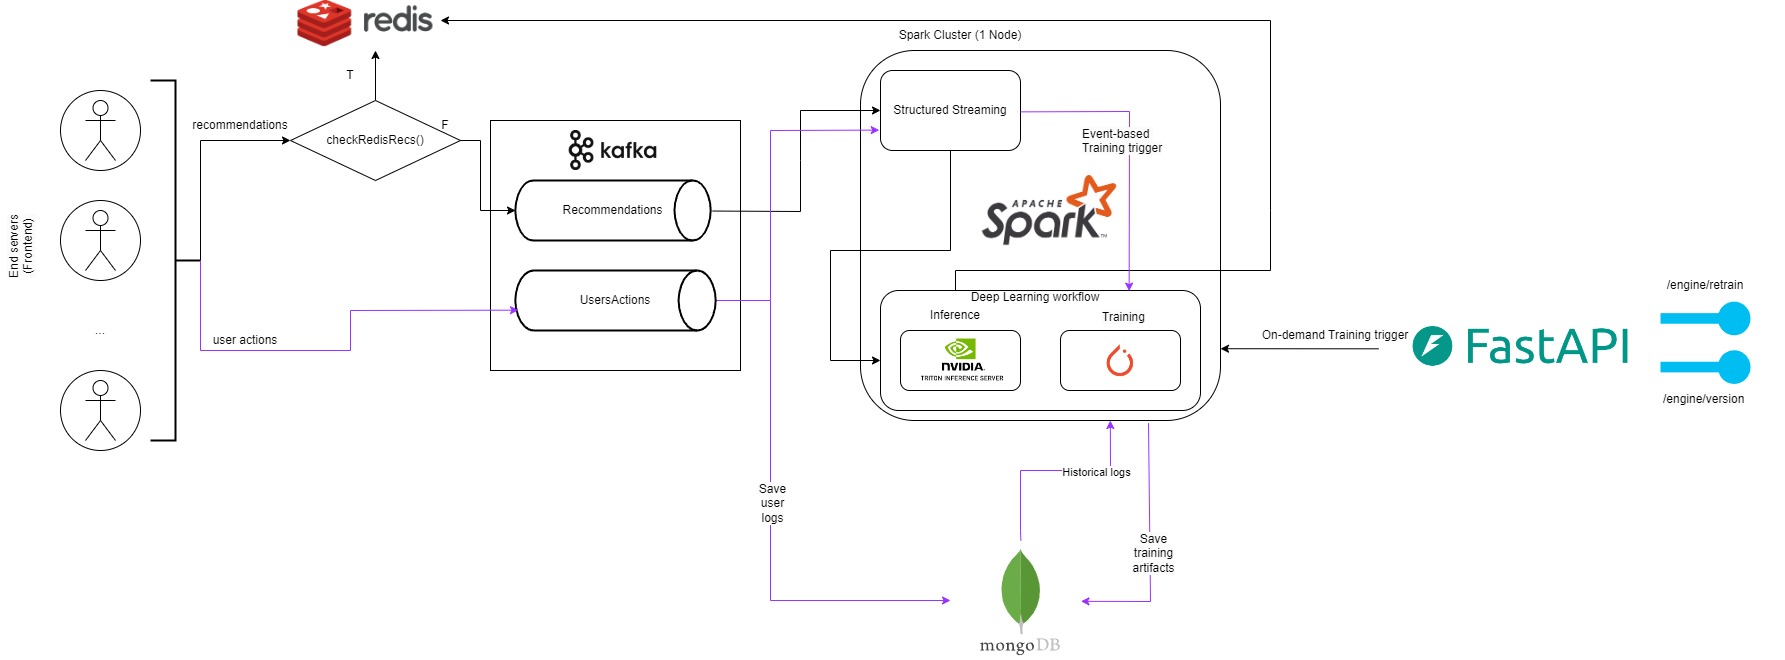 redis
Spark Cluster (1 Node)
T
recommendations
checkRedisRecs()
F
kafka
Structured Streaming
Event-based
Training trigger
APACHE
Spark
TM
Recommendations
End servers
(Frontend)
UsersActions
...
user actions
Deep Learning workflow
Inference
Training
NVIDIA.
TRITON INFERENCE SERVER
On-demand Training trigger
FastAPI
/engine/retrain
/engine/version
Historical logs
Save
user
logs
Save
training
artifacts
mongoDB